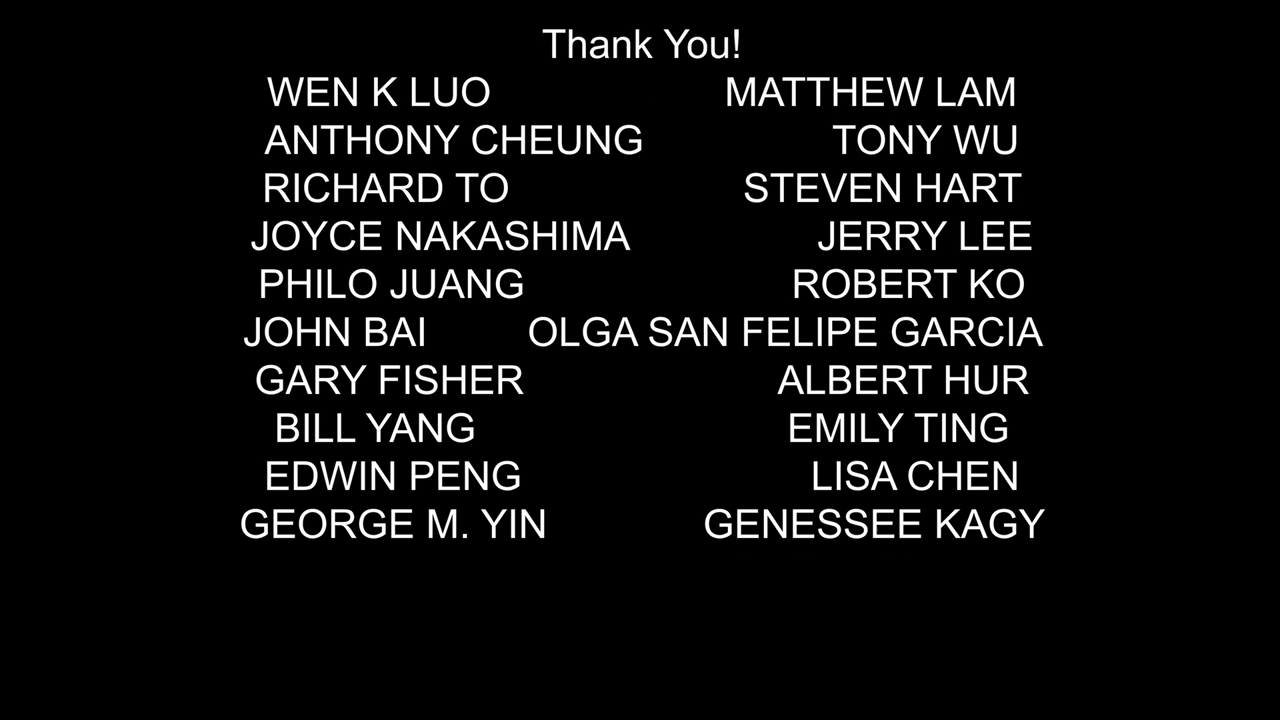 Thank You!
WEN K LUO MATTHEW LAM
ANTHONY CHEUNG TONY WU
RICHARD TO STEVEN HART
JOYCE NAKASHIMA JERRY LEE
PHILO JUANG ROBERT KO
JOHN BAI OLGA SAN FELIPE GARCIA
GARY FISHER ALBERT HUR
BILL YANG EMILY TING
EDWIN PENG LISA CHEN
GEORGE M. YIN GENESSEE KAGY